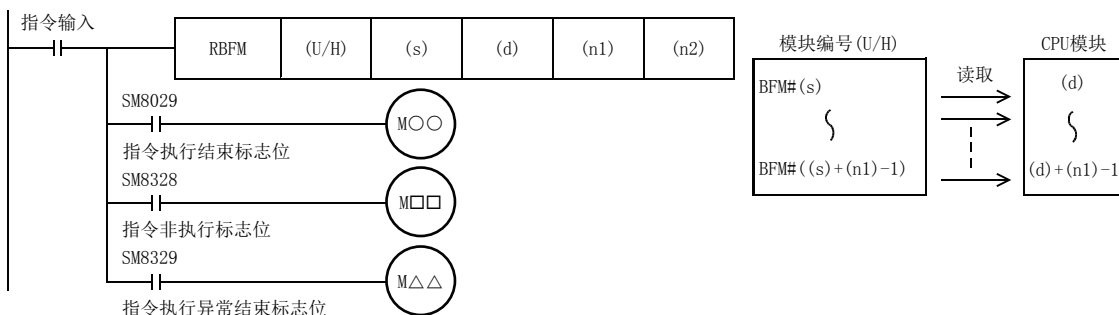 指令输入
RBFM (U/H) (s) (d) (n1) (n2)
SM8029
M○○
指令执行结束标志位
SM8328
M□□
指令非执行标志位
SM8329
M△△
指令执行异常结束标志位
模块编号(U/H)
BFM#(s)
BFM#((s)+(n1)-1)
读取
CPU模块
(d)
(d)+(n1)-1